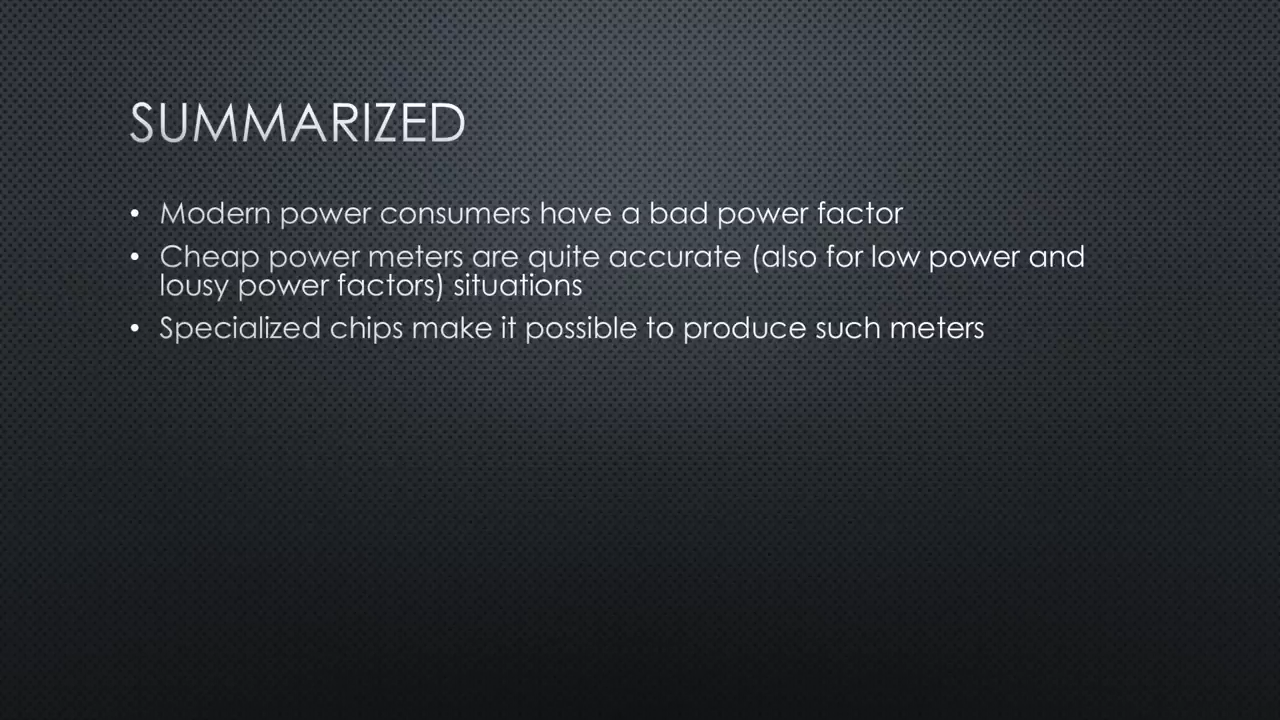 SUMMARIZED
• Modern power consumers have a bad power factor
• Cheap power meters are quite accurate (also for low power and
lousy power factors) situations
• Specialized chips make it possible to produce such meters